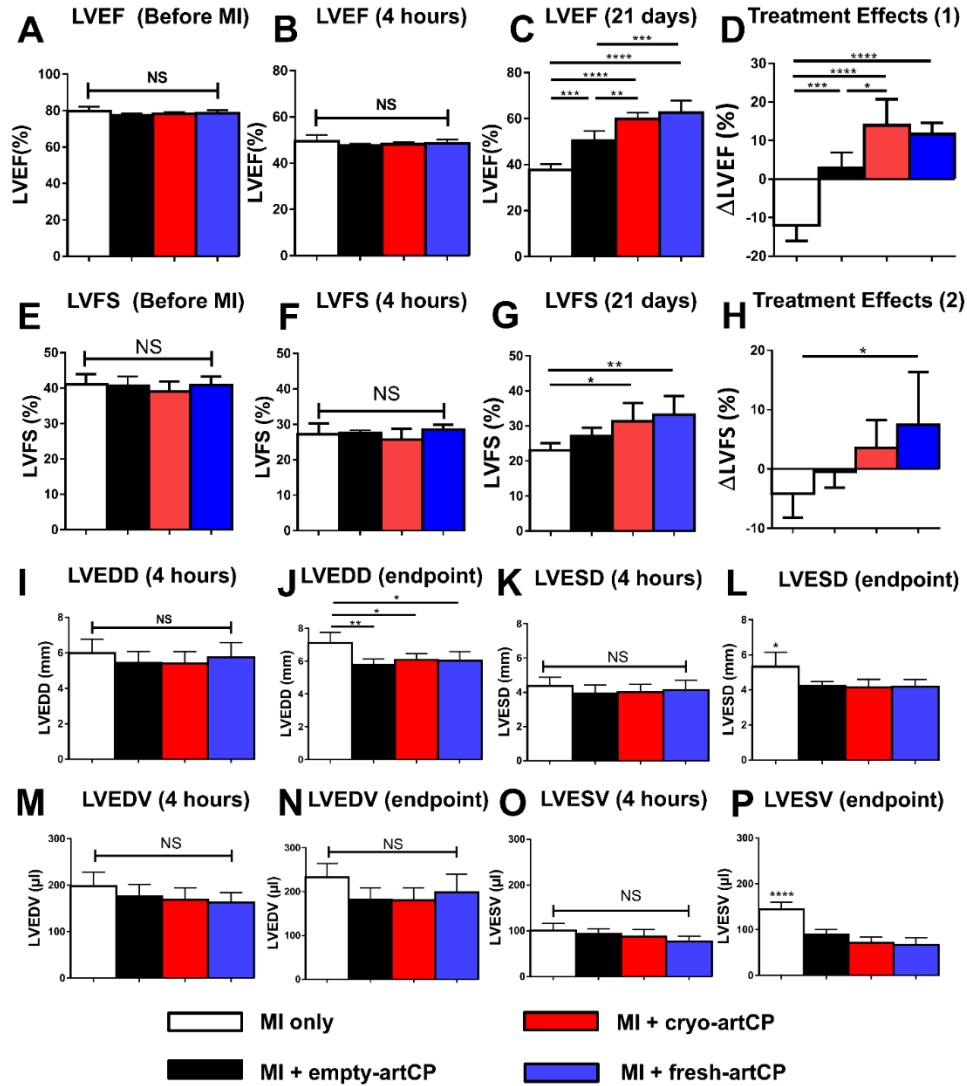 A LVEF (Before MI)
LVEF(%)
100
80
60
40
20
0
NS
B LVEF (4 hours)
LVEF(%)
60
40
20
0
NS
C LVEF (21 days)
LVEF(%)
80
60
40
20
0
***
****
****
***
**
D Treatment Effects (1)
ΔLVEF(%)
30
20
10
0
-10
-20
****
****
***
*
E LVFS (Before MI)
LVFS (%)
50
40
30
20
10
0
NS
F LVFS (4 hours)
LVFS (%)
50
40
30
20
10
0
NS
G LVFS (21 days)
LVFS (%)
50
40
30
20
10
0
**
*
H Treatment Effects (2)
ΔLVFS(%)
20
10
0
-10
*
I LVEDD (4 hours)
LVEDD (mm)
8
6
4
2
0
NS
J LVEDD (endpoint)
LVEDD (mm)
8
6
4
2
0
*
*
**
K LVESD (4 hours)
LVESD (mm)
8
6
4
2
0
NS
L LVESD (endpoint)
LVESD (mm)
8
6
4
2
0
*
M LVEDV (4 hours)
LVEDV (µl)
300
200
100
0
NS
N LVEDV (endpoint)
LVEDV (µl)
300
200
100
0
NS
O LVESV (4 hours)
LVESV (µl)
300
200
100
0
NS
P LVESV (endpoint)
LVESV (µl)
300
200
100
0
****
MI only
MI + cryo-artCP
MI + empty-artCP
MI + fresh-artCP